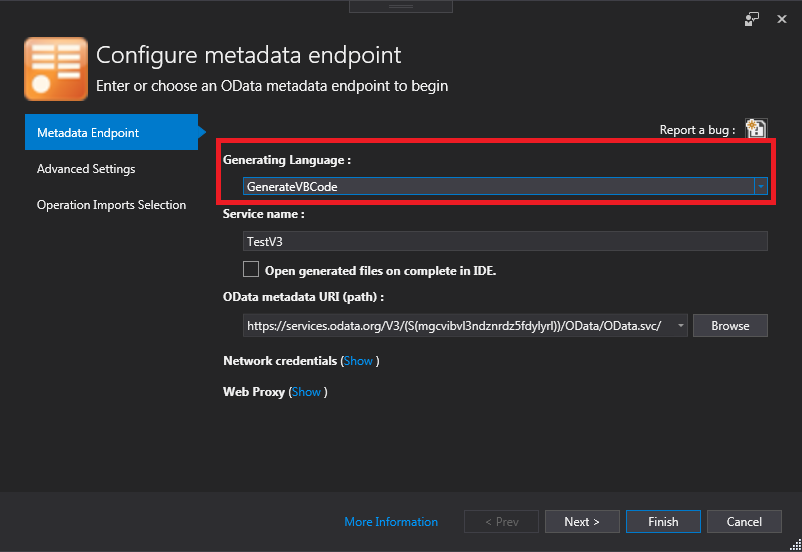 Configure metadata endpoint
Enter or choose an OData metadata endpoint to begin
Metadata Endpoint
Advanced Settings
Operation Imports Selection
Report a bug :
Generating Language :
GenerateVBCode
Service name :
TestV3
Open generated files on complete in IDE.
OData metadata URI (path) :
https://services.odata.org/V3/(S(mgcvibvl3ndznrdz5fdylyrl))/OData/OData.svc/
Browse
Network credentials (Show )
Web Proxy (Show )
More Information
< Prev
Next >
Finish
Cancel